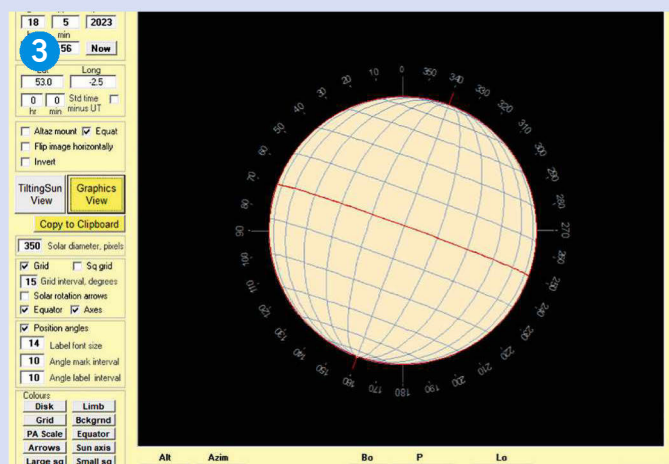 18 5 2023
min
3 56 Now
Long
53.0 -2.5
0 0 Std time minus UT
hr min
Altaz mount Equat
Flip image horizontally
Invert
TiltingSun View
Graphics View
Copy to Clipboard
350 Solar diameter, pixels
Grid Sq grid
15 Grid interval, degrees
Solar rotation arrows
Equator Axes
Position angles
14 Label font size
10 Angle mark interval
10 Angle label interval
Colours
Disk Limb
Grid Bckgrnd
PA Scale Equator
Arrows Sun axis
Large sq Small sq
0 350 340 330 320 310 300 290 280 270 260 250 240 230 220 210 200 190 180 170 160 150 140 130 120 110 100 90 80 70 60 50 40 30 20 10
Alt Azim Bo P Lo